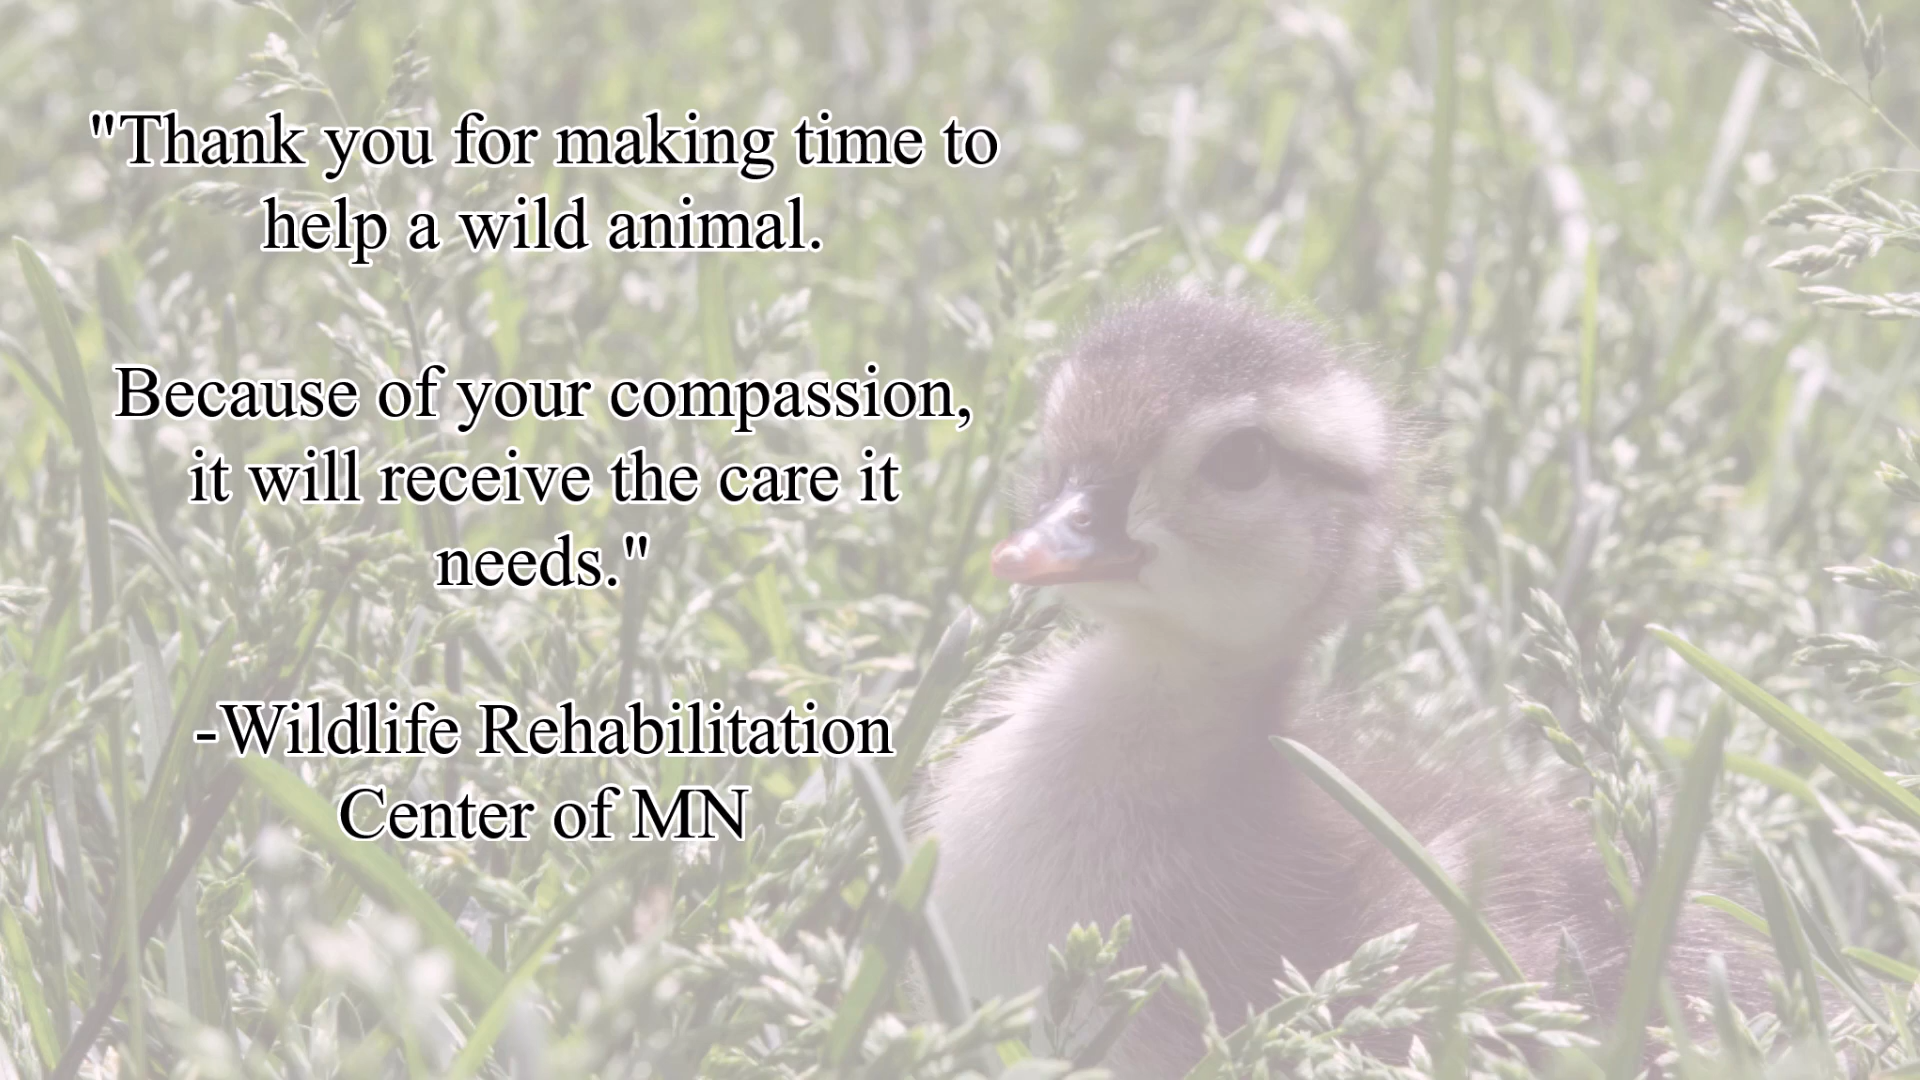 "Thank you for making time to
help a wild animal.
Because of your compassion,
it will receive the care it
needs."
-Wildlife Rehabilitation
Center of MN